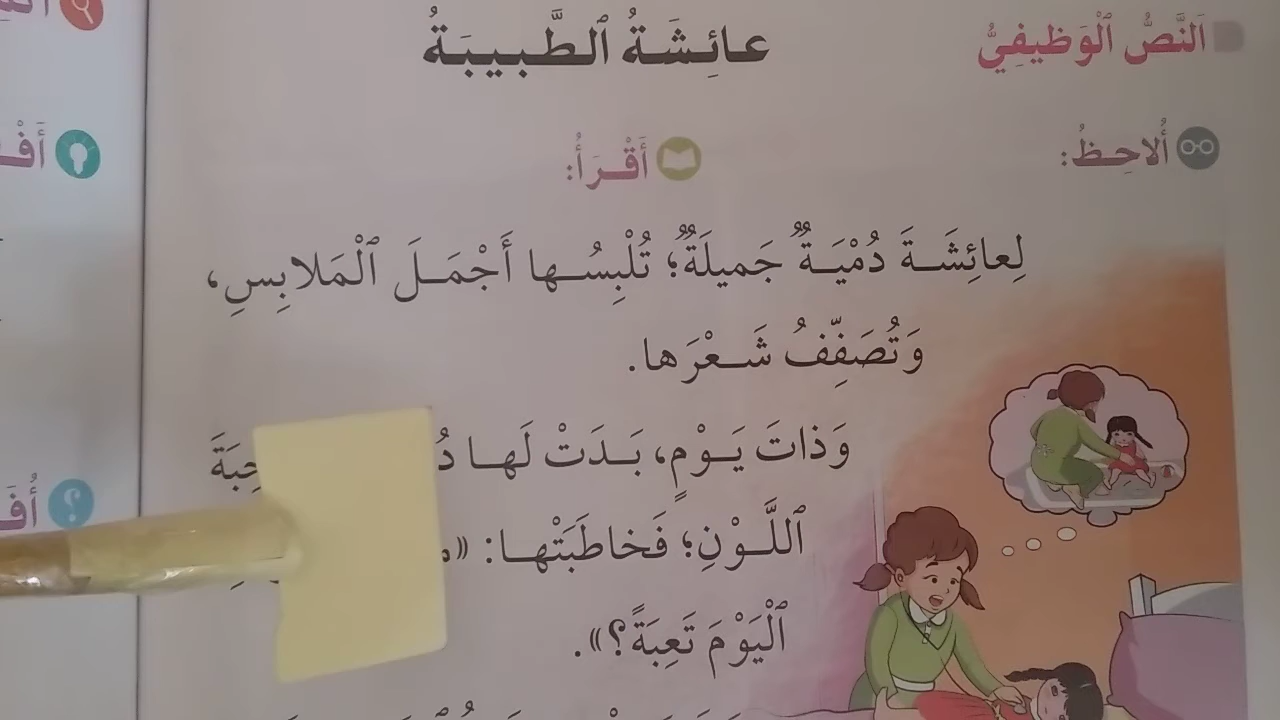 اَلنَّصُّ ٱلْوَظيفِيُّ
عائِشَةُ ٱلطَّبيبَةُ
أُلاحِظُ:
أَقْرَأُ:
لِعائِشَةَ دُمْيَةٌ جَميلَةٌ؛ تُلْبِسُها أَجْمَلَ ٱلْمَلابِسِ،
وَتُصَفِّفُ شَعْرَها.
وَذاتَ يَوْمٍ، بَدَتْ لَها
ٱللَّوْنِ؛ فَخاطَبَتْها: «
ٱلْيَوْمَ تَعِبَةً؟».